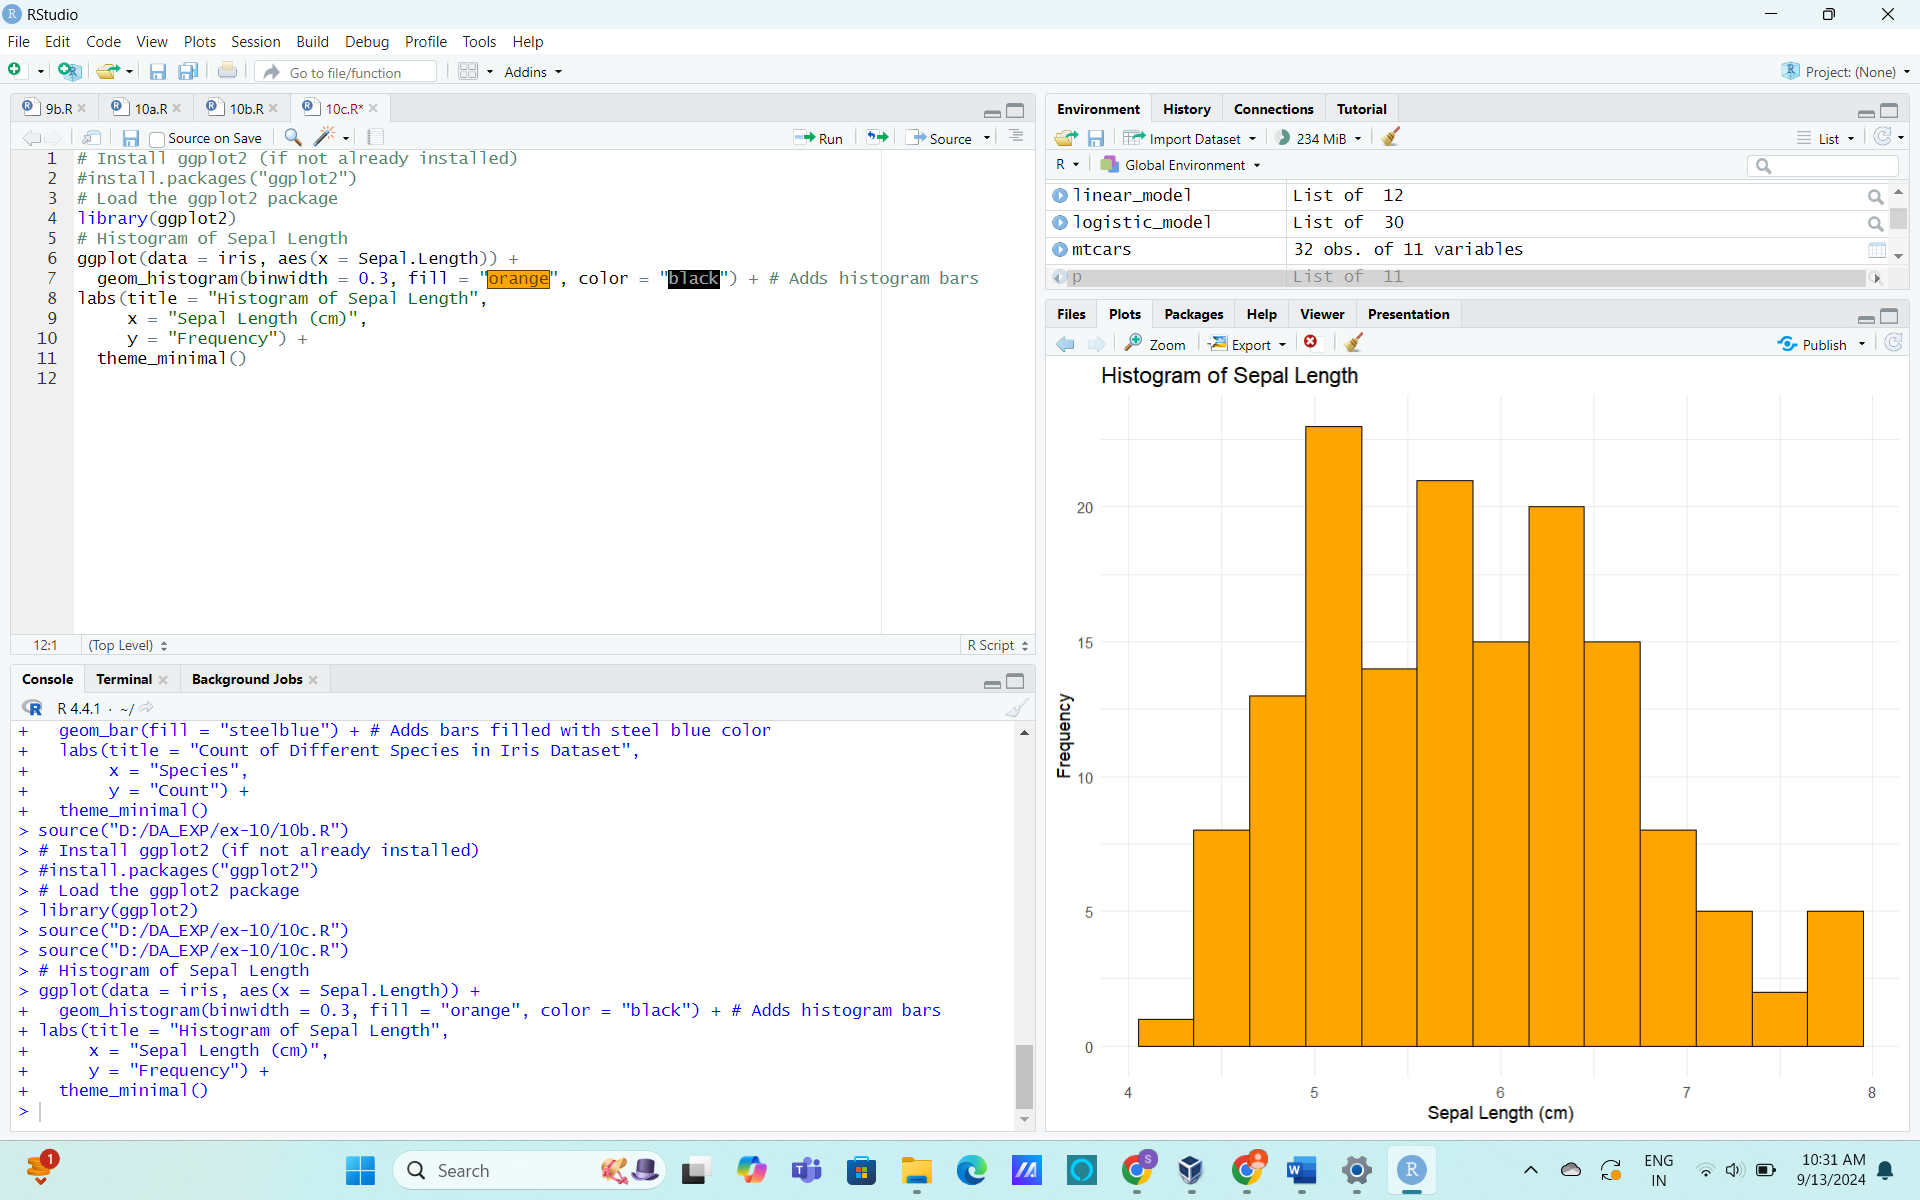 RStudio
File Edit Code View Plots Session Build Debug Profile Tools Help
Go to file/function Addins Project: (None)
9b.R 10a.R 10b.R 10c.R*
Source on Save Run Source
1 # Install ggplot2 (if not already installed)
2 #install.packages("ggplot2")
3 # Load the ggplot2 package
4 library(ggplot2)
5 # Histogram of Sepal Length
6 ggplot(data = iris, aes(x = Sepal.Length)) +
7   geom_histogram(binwidth = 0.3, fill = "orange", color = "black") + # Adds histogram bars
8 labs(title = "Histogram of Sepal Length",
9      x = "Sepal Length (cm)",
10      y = "Frequency") +
11   theme_minimal()
12
12:1 (Top Level) R Script
Console Terminal Background Jobs
R 4.4.1 · ~/
+   geom_bar(fill = "steelblue") + # Adds bars filled with steel blue color
+   labs(title = "Count of Different Species in Iris Dataset",
+        x = "Species",
+        y = "Count") +
+   theme_minimal()
> source("D:/DA_EXP/ex-10/10b.R")
> # Install ggplot2 (if not already installed)
> #install.packages("ggplot2")
> # Load the ggplot2 package
> library(ggplot2)
> source("D:/DA_EXP/ex-10/10c.R")
> source("D:/DA_EXP/ex-10/10c.R")
> # Histogram of Sepal Length
> ggplot(data = iris, aes(x = Sepal.Length)) +
+   geom_histogram(binwidth = 0.3, fill = "orange", color = "black") + # Adds histogram bars
+ labs(title = "Histogram of Sepal Length",
+      x = "Sepal Length (cm)",
+      y = "Frequency") +
+   theme_minimal()
>
Environment History Connections Tutorial
Import Dataset 234 MiB List
R Global Environment
linear_model List of 12
logistic_model List of 30
mtcars 32 obs. of 11 variables
p List of 11
Files Plots Packages Help Viewer Presentation
Zoom Export Publish
Histogram of Sepal Length
20
15
10
5
0
Frequency
4 5 6 7 8
Sepal Length (cm)
1
Search
S
ENG
IN
10:31 AM
9/13/2024